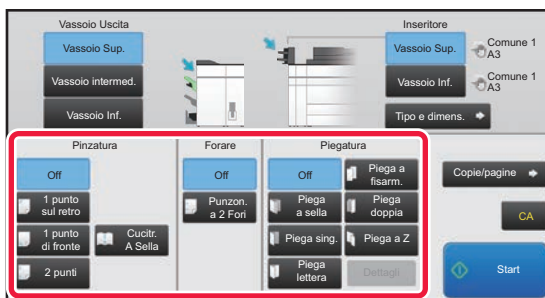 Vassoio Uscita
Vassoio Sup.
Vassoio intermed.
Vassoio Inf.
Inseritore
Vassoio Sup.
Comune 1
A3
Vassoio Inf.
Comune 1
A3
Tipo e dimens.
Pinzatura
Off
1 punto
sul retro
1 punto
di fronte
Cucitr.
A Sella
2 punti
Forare
Off
Punzon.
a 2 Fori
Piegatura
Off
Piega a
fisarm.
Piega
a sella
Piega
doppia
Piega sing.
Piega a Z
Piega
lettera
Dettagli
Copie/pagine
CA
Start